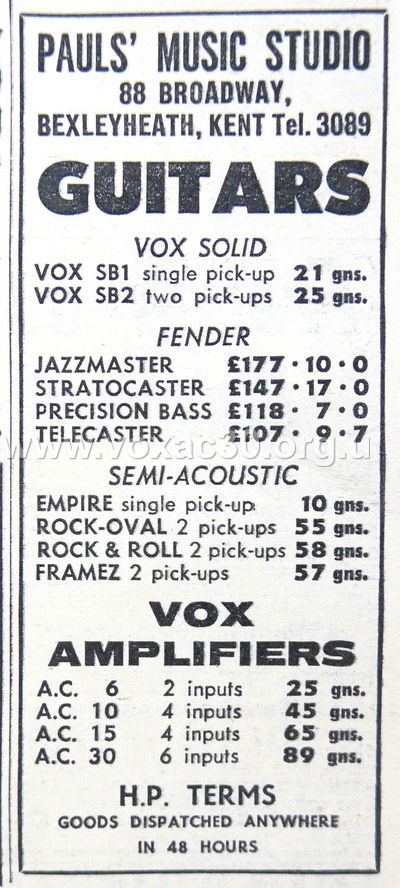 PAULS' MUSIC STUDIO
88 BROADWAY,
BEXLEYHEATH, KENT Tel. 3089
GUITARS
VOX SOLID
VOX SB1 single pick-up 21 gns.
VOX SB2 two pick-ups 25 gns.
FENDER
JAZZMASTER £177 · 10 · 0
STRATOCASTER £147 · 17 · 0
PRECISION BASS £118 · 7 · 0
TELECASTER £107 · 9 · 7
www.voxac30.org.u
SEMI-ACOUSTIC
EMPIRE single pick-up 10 gns.
ROCK-OVAL 2 pick-ups 55 gns.
ROCK & ROLL 2 pick-ups 58 gns.
FRAMEZ 2 pick-ups 57 gns.
VOX
AMPLIFIERS
A.C. 6 2 inputs 25 gns.
A.C. 10 4 inputs 45 gns.
A.C. 15 4 inputs 65 gns.
A.C. 30 6 inputs 89 gns.
H.P. TERMS
GOODS DISPATCHED ANYWHERE
IN 48 HOURS